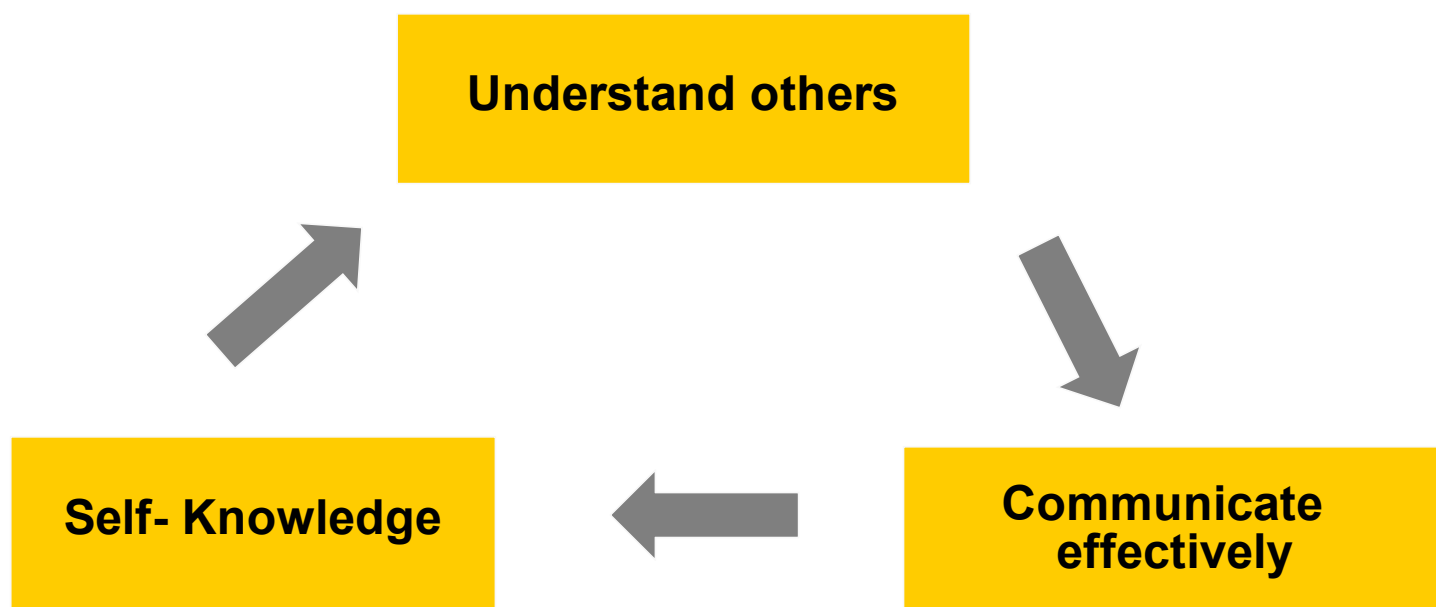 Understand others
Self- Knowledge
Communicate
effectively